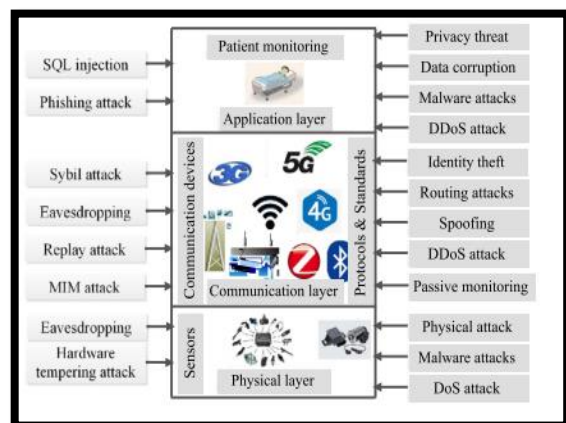 Patient monitoring
Application layer
SQL injection
Phishing attack
Privacy threat
Data corruption
Malware attacks
DDoS attack
Communication devices
3G
5G
4G
Z
Protocols & Standards
Communication layer
Sybil attack
Eavesdropping
Replay attack
MIM attack
Identity theft
Routing attacks
Spoofing
DDoS attack
Passive monitoring
Sensors
Physical layer
Eavesdropping
Hardware
tempering attack
Physical attack
Malware attacks
DoS attack